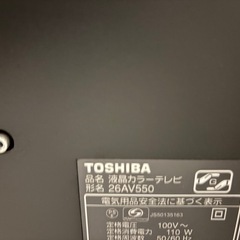 TOSHIBA
品名 液晶カラーテレビ
形名 26AV550
電気用品安全法に基づく表示
JSS0135163
定格電圧 100V~
定格消費電力 110 W
定格周波数 50/60 Hz